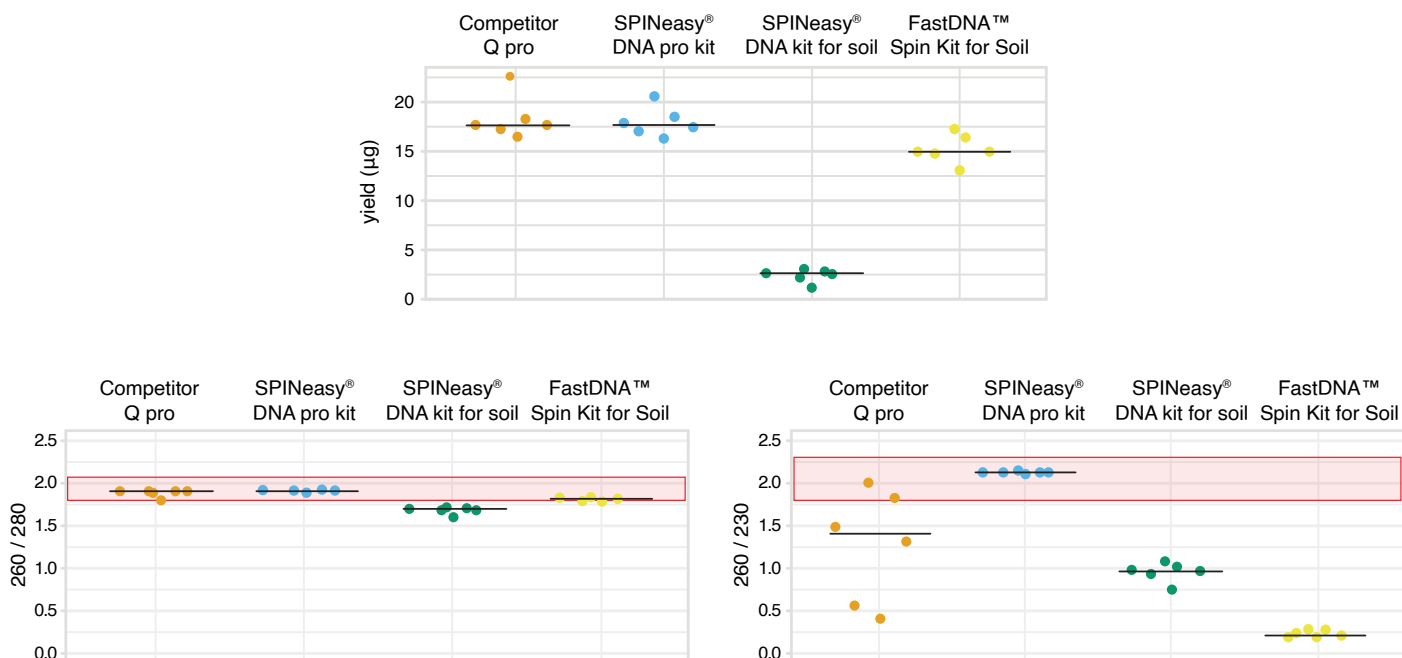 Competitor
Q pro
SPINeasy®
DNA pro kit
SPINeasy®
DNA kit for soil
FastDNA™
Spin Kit for Soil
yield (µg)
20
15
10
5
0
Competitor
Q pro
SPINeasy®
DNA pro kit
SPINeasy®
DNA kit for soil
FastDNA™
Spin Kit for Soil
260 / 280
2.5
2.0
1.5
1.0
0.5
0.0
Competitor
Q pro
SPINeasy®
DNA pro kit
SPINeasy®
DNA kit for soil
FastDNA™
Spin Kit for Soil
260 / 230
2.5
2.0
1.5
1.0
0.5
0.0